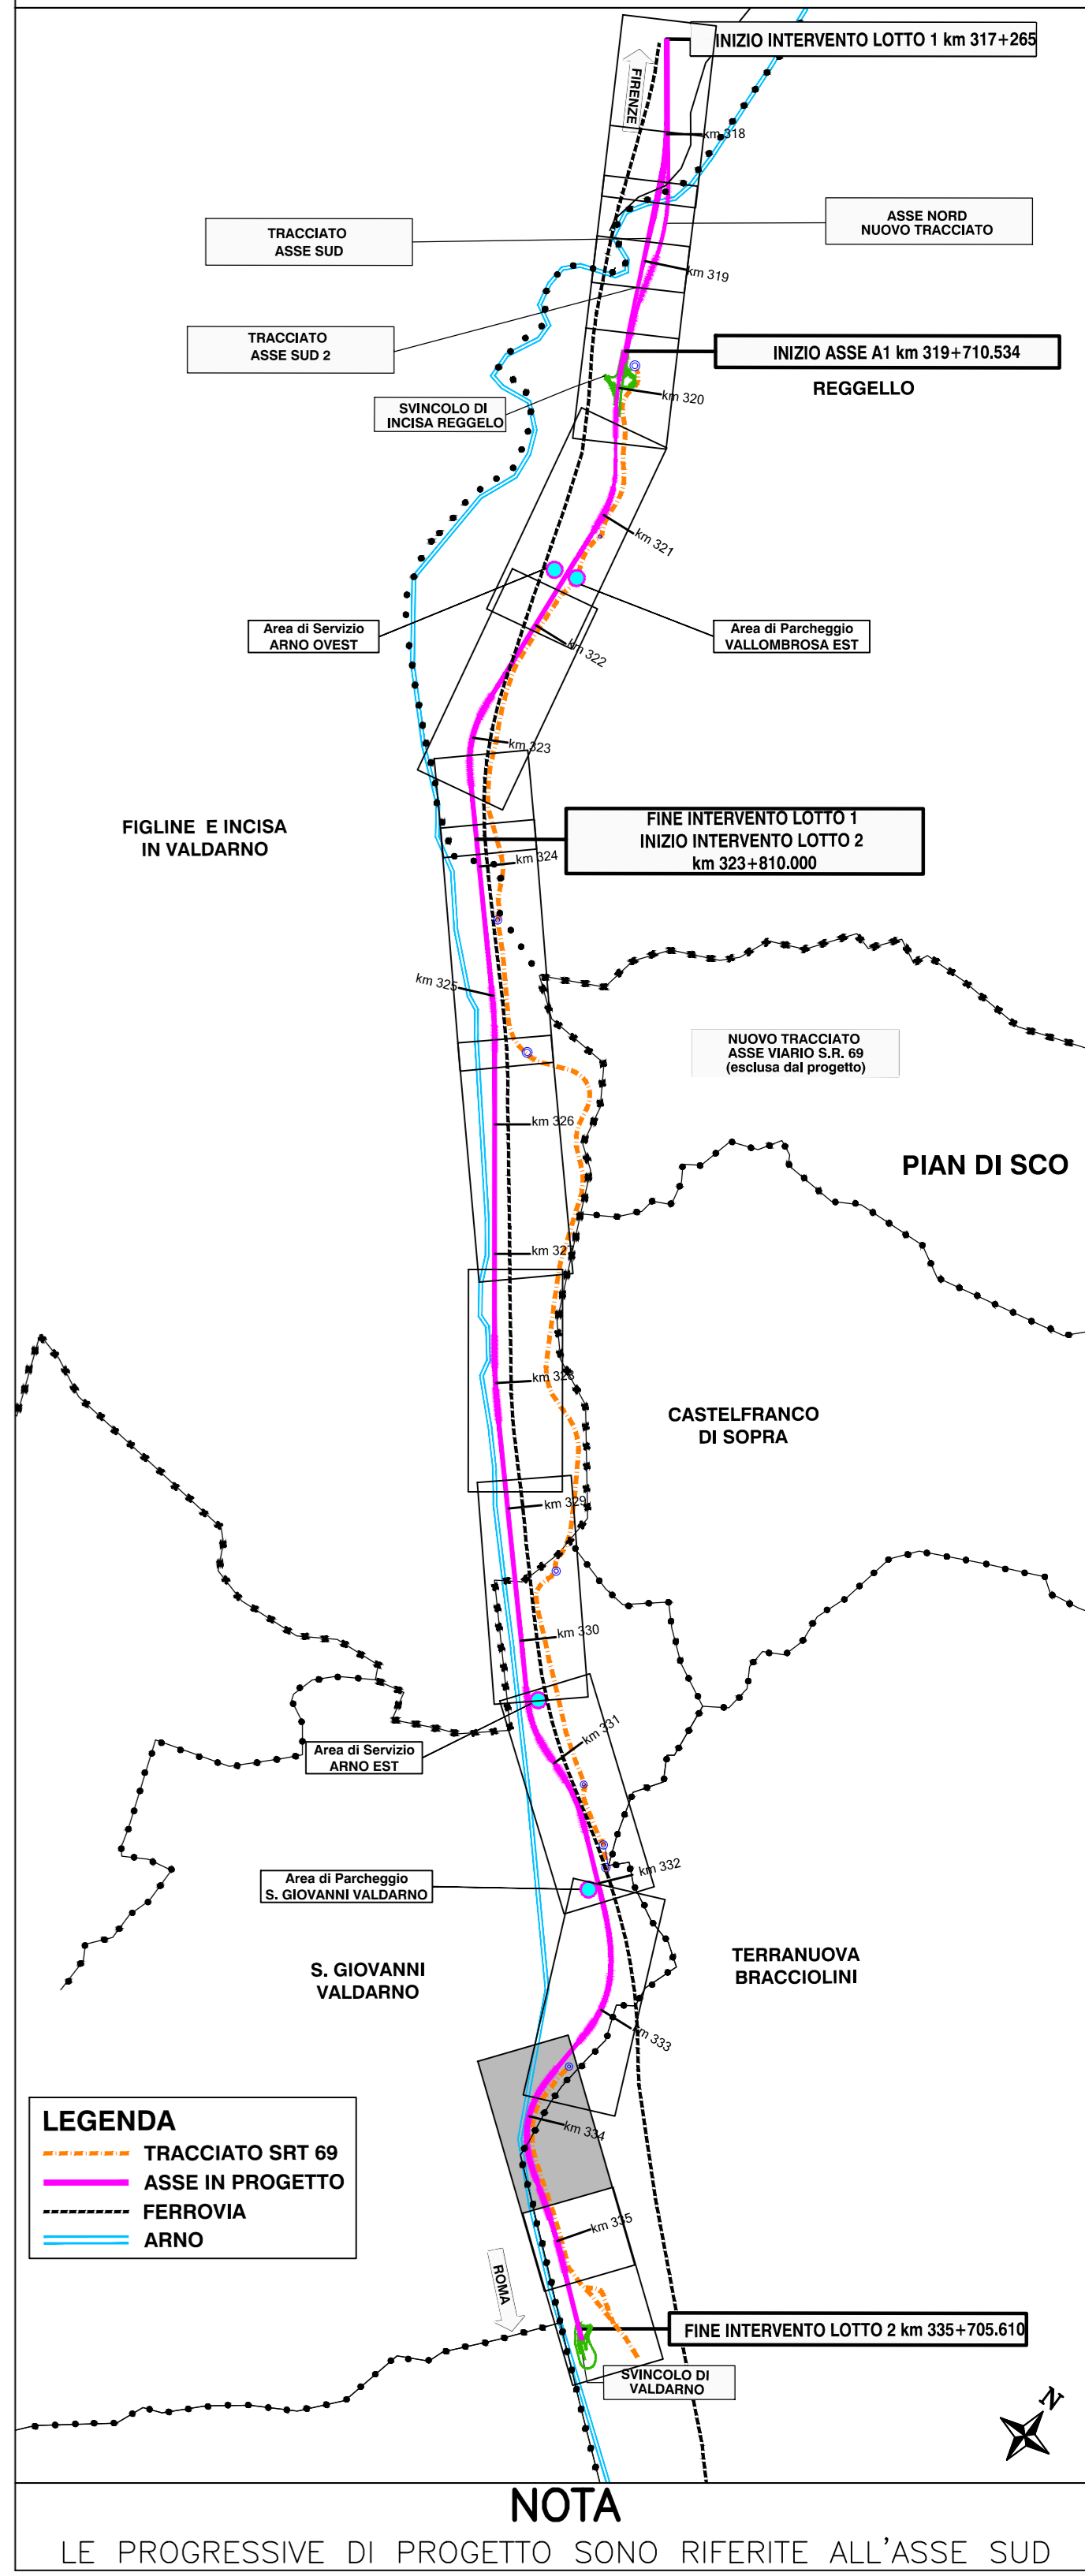 INIZIO INTERVENTO LOTTO 1 km 317+265
FIRENZE
km 318
TRACCIATO
ASSE SUD
ASSE NORD
NUOVO TRACCIATO
km 319
TRACCIATO
ASSE SUD 2
INIZIO ASSE A1 km 319+710.534
REGGELLO
km 320
SVINCOLO DI
INCISA REGGELO
km 321
Area di Servizio
ARNO OVEST
Area di Parcheggio
VALLOMBROSA EST
km 322
km 323
FIGLINE E INCISA
IN VALDARNO
FINE INTERVENTO LOTTO 1
INIZIO INTERVENTO LOTTO 2
km 323+810.000
km 324
km 325
NUOVO TRACCIATO
ASSE VIARIO S.R. 69
(esclusa dal progetto)
km 326
PIAN DI SCO
km 327
km 328
CASTELFRANCO
DI SOPRA
km 329
km 330
km 331
Area di Servizio
ARNO EST
km 332
Area di Parcheggio
S. GIOVANNI VALDARNO
TERRANUOVA
BRACCIOLINI
S. GIOVANNI
VALDARNO
km 333
km 334
LEGENDA
TRACCIATO SRT 69
ASSE IN PROGETTO
FERROVIA
ARNO
km 335
ROMA
FINE INTERVENTO LOTTO 2 km 335+705.610
SVINCOLO DI
VALDARNO
N
NOTA
LE PROGRESSIVE DI PROGETTO SONO RIFERITE ALL'ASSE SUD